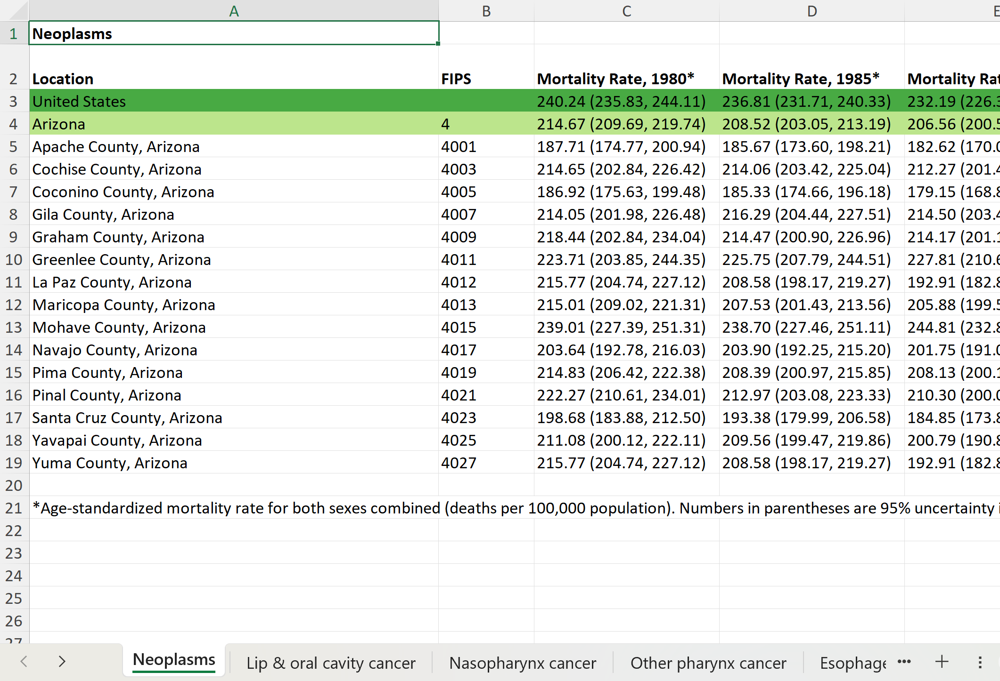 A B C D E
1 Neoplasms
2 Location FIPS Mortality Rate, 1980* Mortality Rate, 1985* Mortality Rat
3 United States 240.24 (235.83, 244.11) 236.81 (231.71, 240.33) 232.19 (226.3
4 Arizona 4 214.67 (209.69, 219.74) 208.52 (203.05, 213.19) 206.56 (200.5
5 Apache County, Arizona 4001 187.71 (174.77, 200.94) 185.67 (173.60, 198.21) 182.62 (170.0
6 Cochise County, Arizona 4003 214.65 (202.84, 226.42) 214.06 (203.42, 225.04) 212.27 (201.4
7 Coconino County, Arizona 4005 186.92 (175.63, 199.48) 185.33 (174.66, 196.18) 179.15 (168.8
8 Gila County, Arizona 4007 214.05 (201.98, 226.48) 216.29 (204.44, 227.51) 214.50 (203.4
9 Graham County, Arizona 4009 218.44 (202.84, 234.04) 214.47 (200.90, 226.96) 214.17 (201.1
10 Greenlee County, Arizona 4011 223.71 (203.85, 244.35) 225.75 (207.79, 244.51) 227.81 (210.6
11 La Paz County, Arizona 4012 215.77 (204.74, 227.12) 208.58 (198.17, 219.27) 192.91 (182.8
12 Maricopa County, Arizona 4013 215.01 (209.02, 221.31) 207.53 (201.43, 213.56) 205.88 (199.5
13 Mohave County, Arizona 4015 239.01 (227.39, 251.31) 238.70 (227.46, 251.11) 244.81 (232.8
14 Navajo County, Arizona 4017 203.64 (192.78, 216.03) 203.90 (192.25, 215.20) 201.75 (191.0
15 Pima County, Arizona 4019 214.83 (206.42, 222.38) 208.39 (200.97, 215.85) 208.13 (200.1
16 Pinal County, Arizona 4021 222.27 (210.61, 234.01) 212.97 (203.08, 223.33) 210.30 (200.0
17 Santa Cruz County, Arizona 4023 198.68 (183.88, 212.50) 193.38 (179.99, 206.58) 184.85 (173.8
18 Yavapai County, Arizona 4025 211.08 (200.12, 222.11) 209.56 (199.47, 219.86) 200.79 (190.8
19 Yuma County, Arizona 4027 215.77 (204.74, 227.12) 208.58 (198.17, 219.27) 192.91 (182.8
20
21 *Age-standardized mortality rate for both sexes combined (deaths per 100,000 population). Numbers in parentheses are 95% uncertainty i
22
23
24
25
26
27
Neoplasms Lip & oral cavity cancer Nasopharynx cancer Other pharynx cancer Esophage